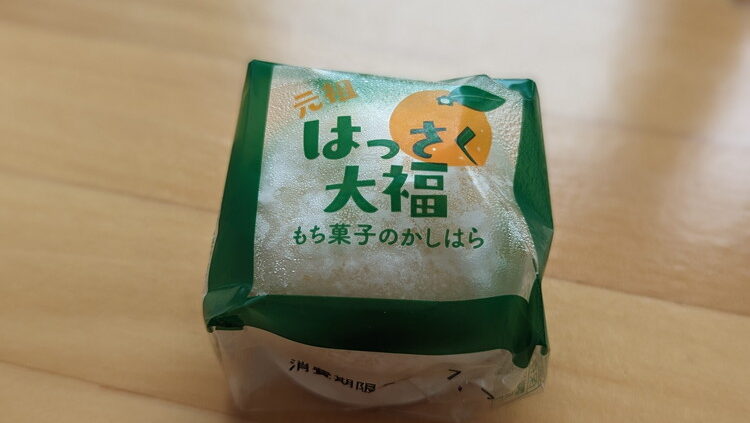 元祖
はっさく
大福
もち菓子のかしはら
消費期限